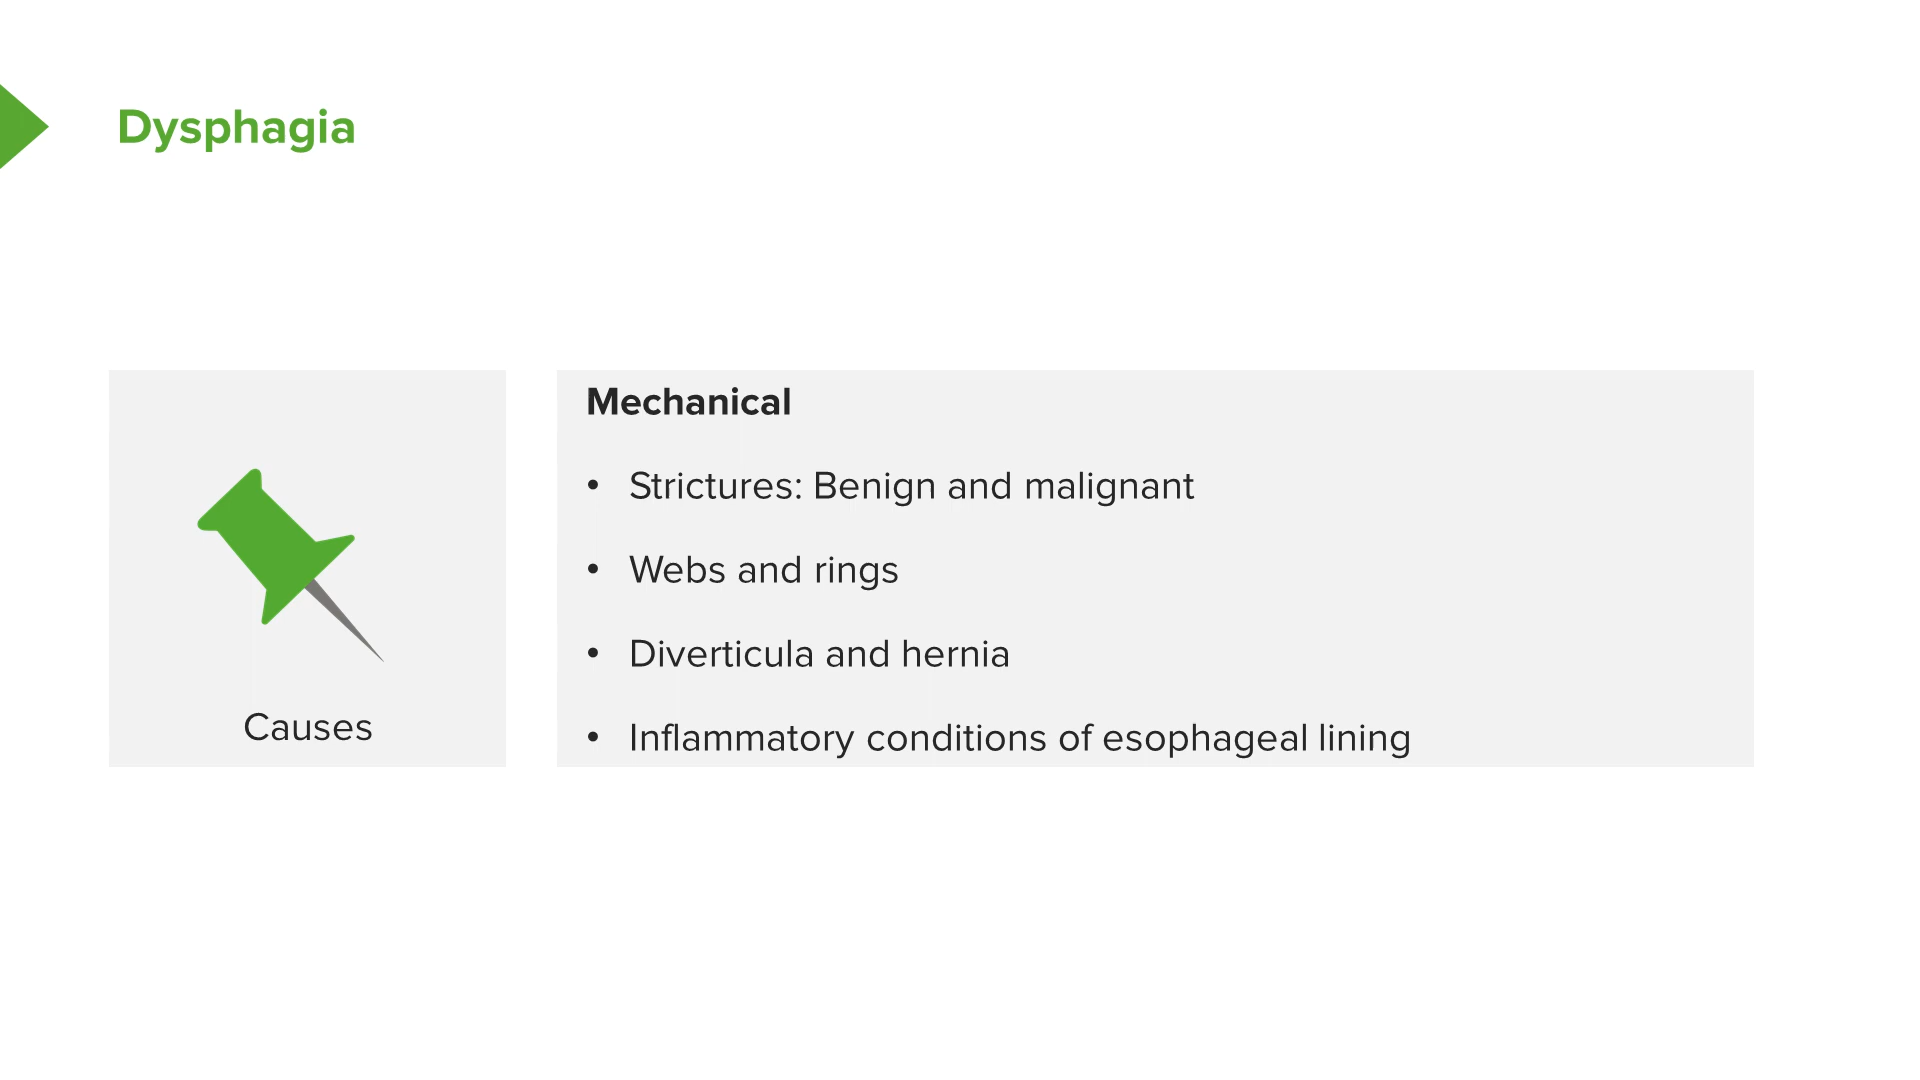 Dysphagia
Causes
Mechanical
• Strictures: Benign and malignant
• Webs and rings
• Diverticula and hernia
• Inflammatory conditions of esophageal lining